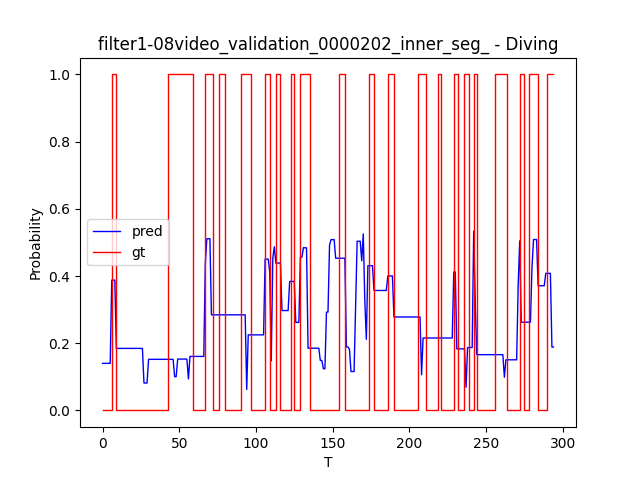 filter1-08video_validation_0000202_inner_seg_ - Diving
1.0
0.8
0.6
0.4
0.2
0.0
Probability
pred
gt
0 50 100 150 200 250 300
T